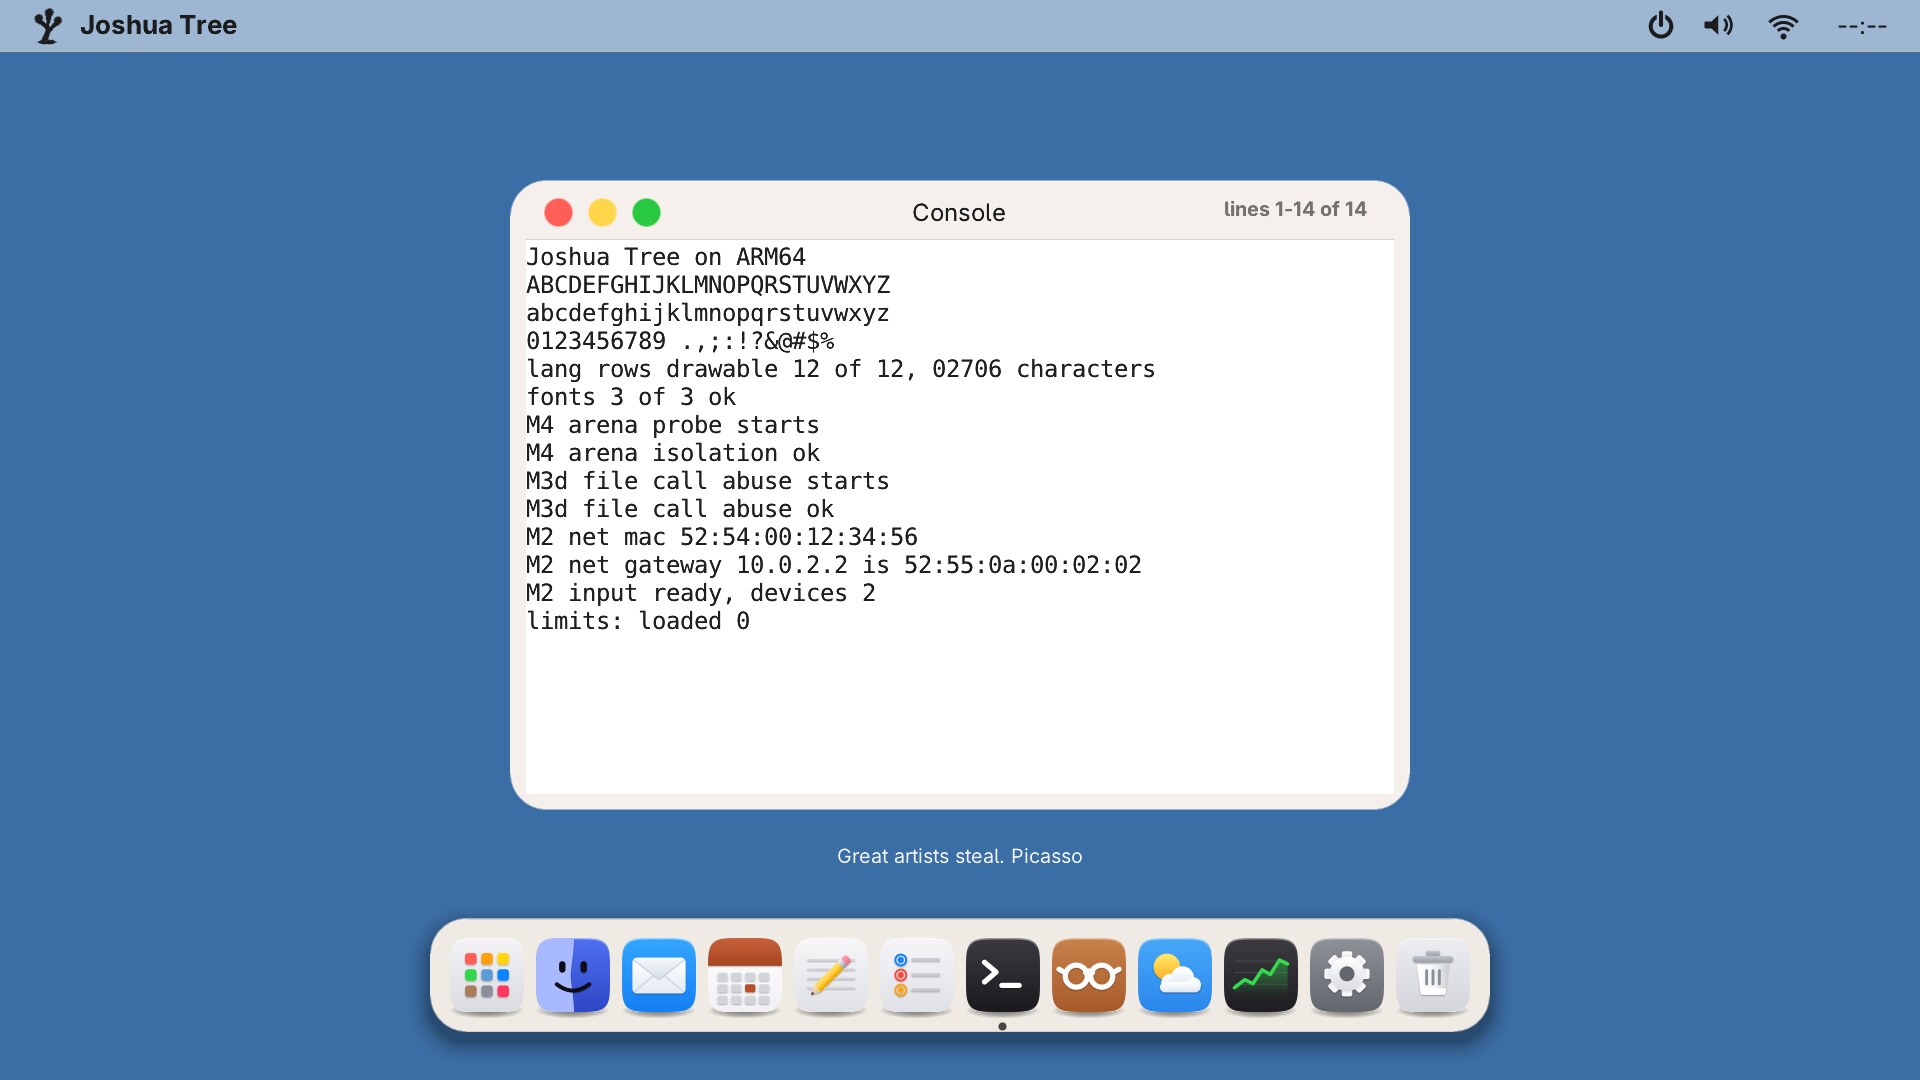 Joshua Tree
--:--
Console
lines 1-14 of 14
Joshua Tree on ARM64
ABCDEFGHIJKLMNOPQRSTUVWXYZ
abcdefghijklmnopqrstuvwxyz
0123456789 .,;:!?&@#$%
lang rows drawable 12 of 12, 02706 characters
fonts 3 of 3 ok
M4 arena probe starts
M4 arena isolation ok
M3d file call abuse starts
M3d file call abuse ok
M2 net mac 52:54:00:12:34:56
M2 net gateway 10.0.2.2 is 52:55:0a:00:02:02
M2 input ready, devices 2
limits: loaded 0
Great artists steal. Picasso